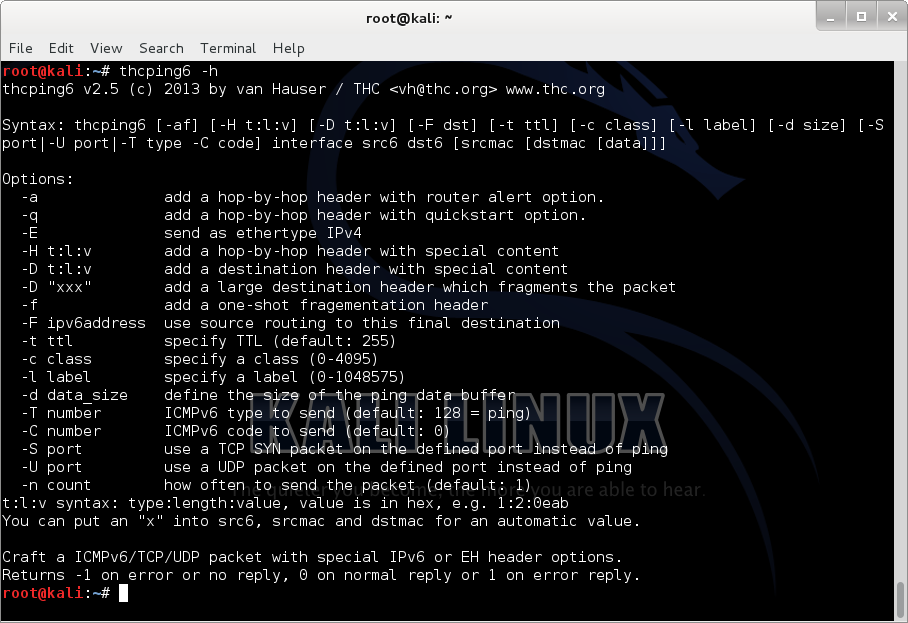 root@kali: ~
File Edit View Search Terminal Help
root@kali:~# thcping6 -h
thcping6 v2.5 (c) 2013 by van Hauser / THC <vh@thc.org> www.thc.org
Syntax: thcping6 [-af] [-H t:l:v] [-D t:l:v] [-F dst] [-t ttl] [-c class] [-l label] [-d size] [-S
port|-U port|-T type -C code] interface src6 dst6 [srcmac [dstmac [data]]]
Options:
-a add a hop-by-hop header with router alert option.
-q add a hop-by-hop header with quickstart option.
-E send as ethertype IPv4
-H t:l:v add a hop-by-hop header with special content
-D t:l:v add a destination header with special content
-D "xxx" add a large destination header which fragments the packet
-f add a one-shot fragementation header
-F ipv6address use source routing to this final destination
-t ttl specify TTL (default: 255)
-c class specify a class (0-4095)
-l label specify a label (0-1048575)
-d data_size define the size of the ping data buffer
-T number ICMPv6 type to send (default: 128 = ping)
-C number ICMPv6 code to send (default: 0)
-S port use a TCP SYN packet on the defined port instead of ping
-U port use a UDP packet on the defined port instead of ping
-n count how often to send the packet (default: 1)
t:l:v syntax: type:length:value, value is in hex, e.g. 1:2:0eab
You can put an "x" into src6, srcmac and dstmac for an automatic value.
Craft a ICMPv6/TCP/UDP packet with special IPv6 or EH header options.
Returns -1 on error or no reply, 0 on normal reply or 1 on error reply.
root@kali:~#
KALI LINUX
The quieter you become, the more you are able to hear.